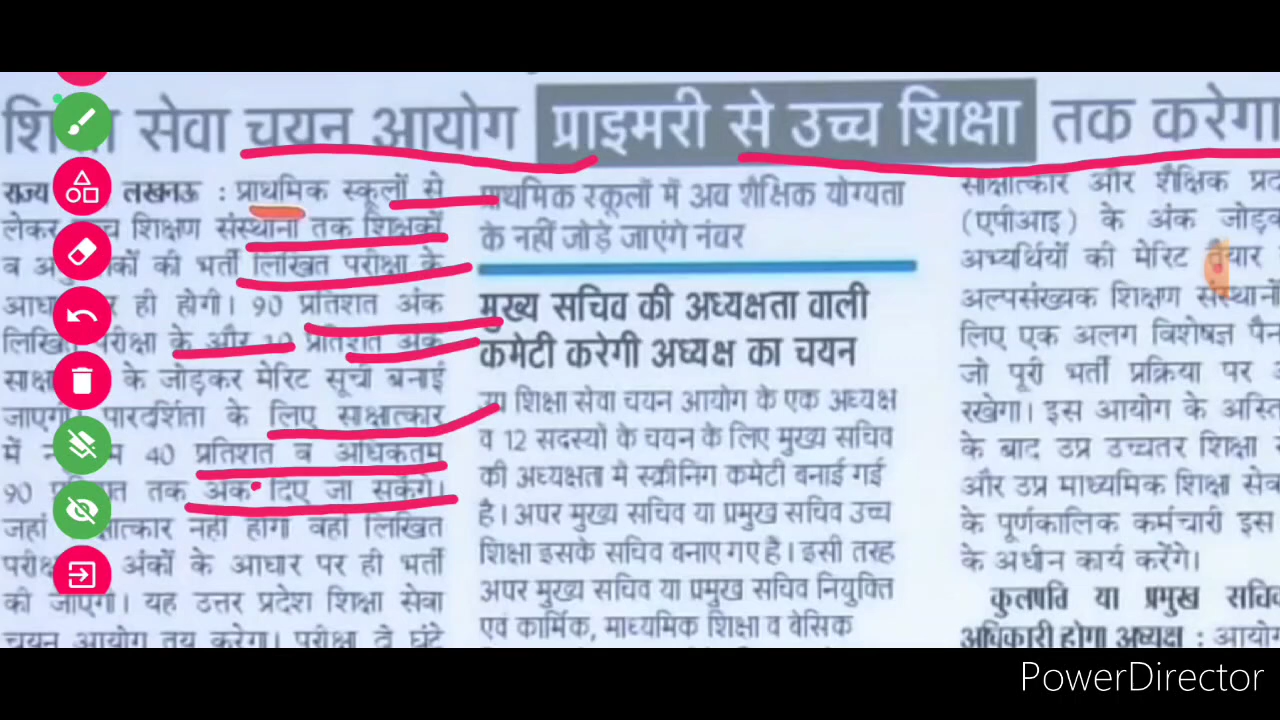 सेवा चयन आयोग प्राइमरी से उच्च शिक्षा तक करेगा
राज्य लखनऊ : प्राथमिक स्कूलों से
लेकर शिक्षण संस्थानों तक शिक्षकों
व की भर्ती लिखित परीक्षा के
ही होगी। 90 प्रतिशत अंक
के और 10 प्रतिशत अंक
के जोड़कर मेरिट सूची बनाई
पारदर्शिता के लिए साक्षात्कार
में 40 प्रतिशत व अधिकतम
90 तक अंक दिए जा सकेंगे।
जहां नहीं होगा वहां लिखित
अंकों के आधार पर ही भर्ती
की जाएगी। यह उत्तर प्रदेश शिक्षा सेवा
चयन आयोग तय करेगा। परीक्षा दो घंटे
प्राथमिक स्कूलों में अब शैक्षिक योग्यता
के नहीं जोड़े जाएंगे नंबर
मुख्य सचिव की अध्यक्षता वाली
कमेटी करेगी अध्यक्ष का चयन
शिक्षा सेवा चयन आयोग के एक अध्यक्ष
व 12 सदस्यों के चयन के लिए मुख्य सचिव
की अध्यक्षता में स्क्रीनिंग कमेटी बनाई गई
है। अपर मुख्य सचिव या प्रमुख सचिव उच्च
शिक्षा इसके सचिव बनाए गए है। इसी तरह
अपर मुख्य सचिव या प्रमुख सचिव नियुक्ति
एवं कार्मिक, माध्यमिक शिक्षा व बेसिक
साक्षात्कार और शैक्षिक
(एपीआइ) के अंक
अभ्यर्थियों की मेरिट तैयार
अल्पसंख्यक शिक्षण संस्थानों
लिए एक अलग विशेषज्ञ
जो पूरी भर्ती प्रक्रिया पर
रखेगा। इस आयोग के
के बाद उप्र उच्चतर शिक्षा
और उप्र माध्यमिक शिक्षा
के पूर्णकालिक कर्मचारी इस
के अधीन कार्य करेंगे।
कुलपति या प्रमुख
अधिकारी होगा अध्यक्ष :
PowerDirector